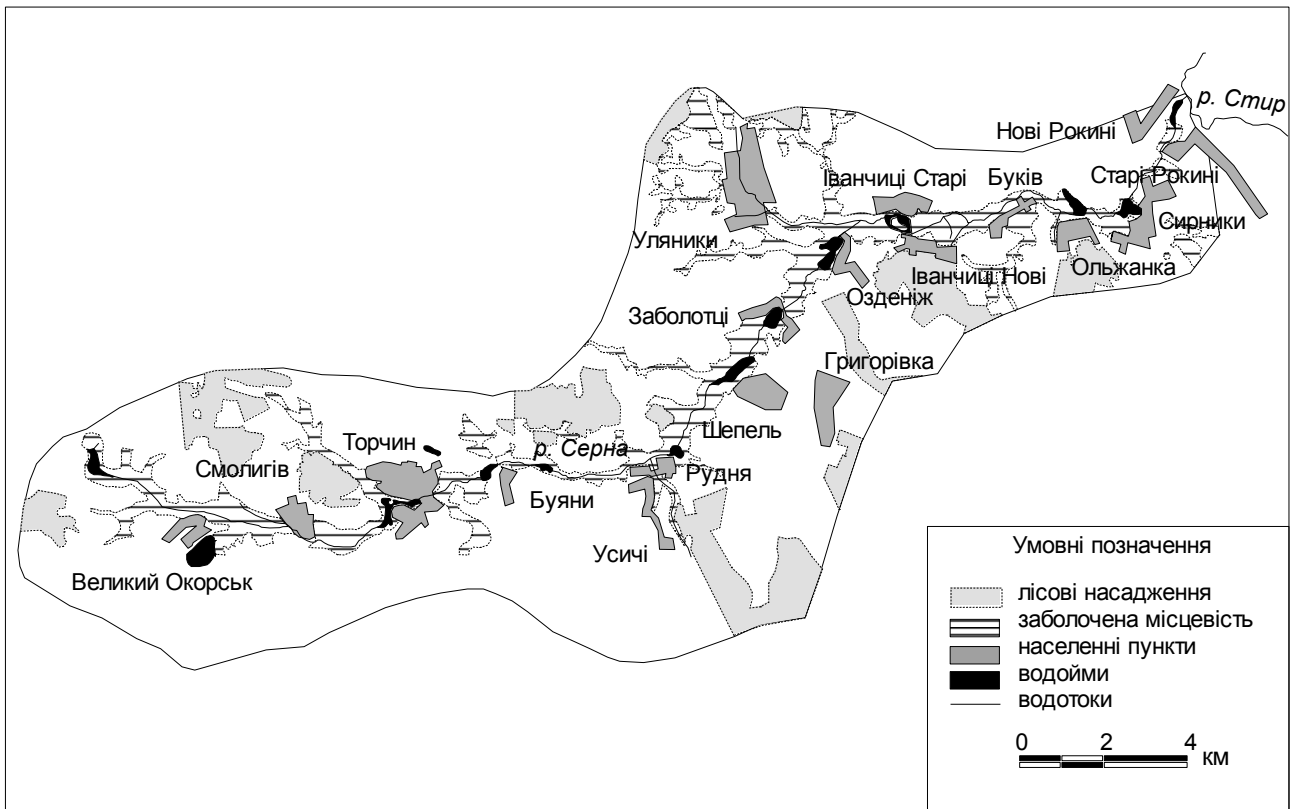 р. Стир
Нові Рокині
Іванчиці Старі
Буків
Старі Рокині
Сирники
Уляники
Іванчиці Нові
Ольжанка
Озденіж
Заболотці
Григорівка
Шепель
Торчин
р. Серна
Смолигів
Рудня
Буяни
Усичі
Великий Окорськ
Умовні позначення
лісові насадження
заболочена місцевість
населенні пункти
водойми
водотоки
0 2 4
км